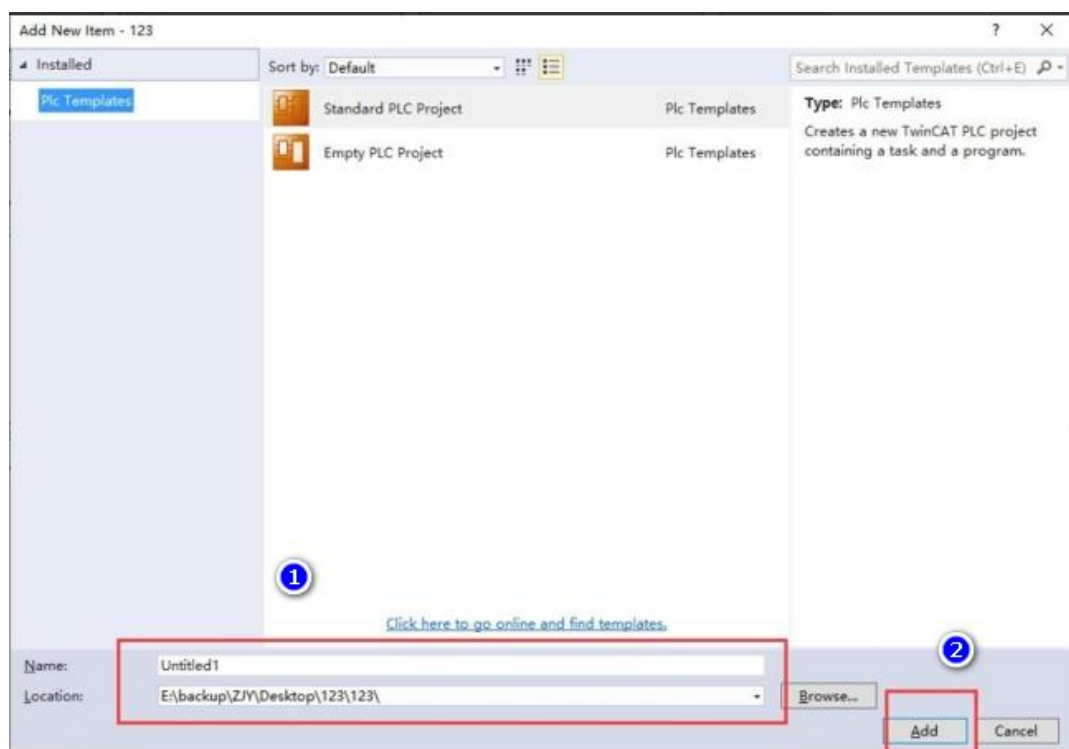 Add New Item - 123
? ×
Installed
Plc Templates
Sort by: Default
Search Installed Templates (Ctrl+E)
Standard PLC Project Plc Templates
Empty PLC Project Plc Templates
Type: Plc Templates
Creates a new TwinCAT PLC project
containing a task and a program.
1
Click here to go online and find templates.
2
Name: Untitled1
Location: E:\backup\ZJY\Desktop\123\123\
Browse...
Add Cancel